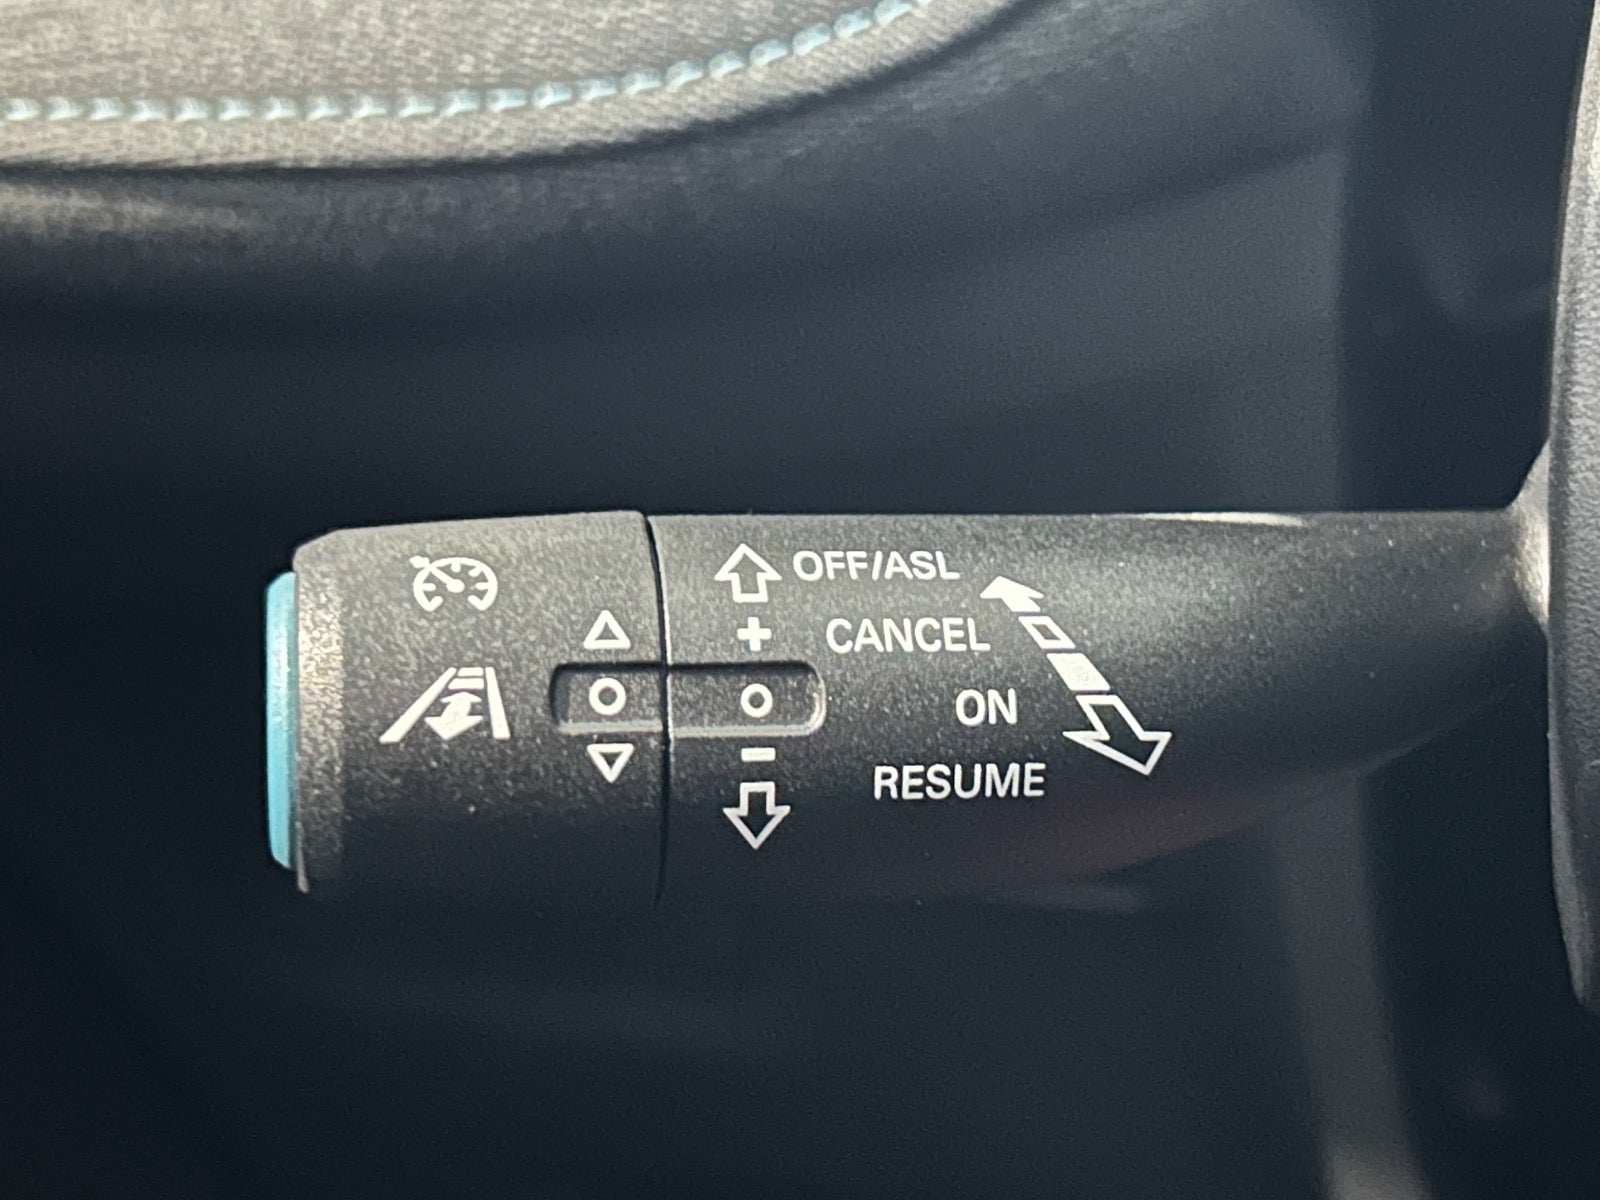 OFF/ASL
+ CANCEL
ON
−
RESUME